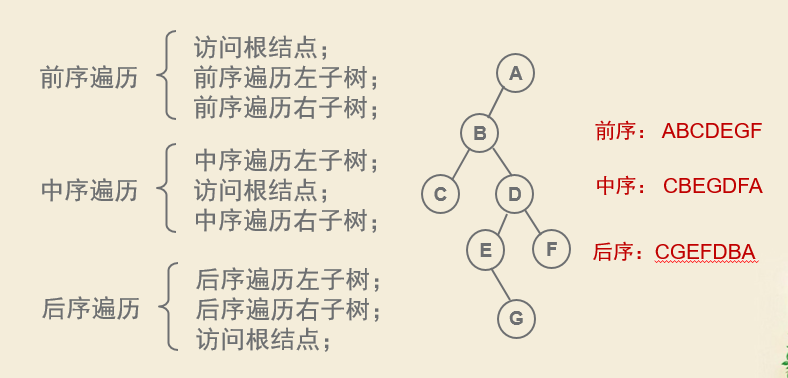 前序遍历
访问根结点；
前序遍历左子树；
前序遍历右子树；
中序遍历
中序遍历左子树；
访问根结点；
中序遍历右子树；
后序遍历
后序遍历左子树；
后序遍历右子树；
访问根结点；
A
B
C
D
E
F
G
前序： ABCDEGF
中序： CBEGDFA
后序：CGEFDBA